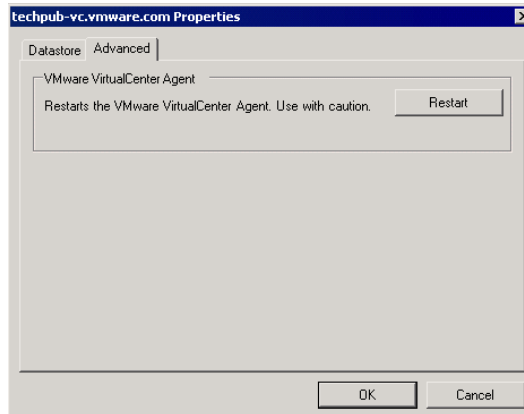 techpub-vc.vmware.com Properties
Datastore Advanced
VMware VirtualCenter Agent
Restarts the VMware VirtualCenter Agent. Use with caution. Restart
OK Cancel